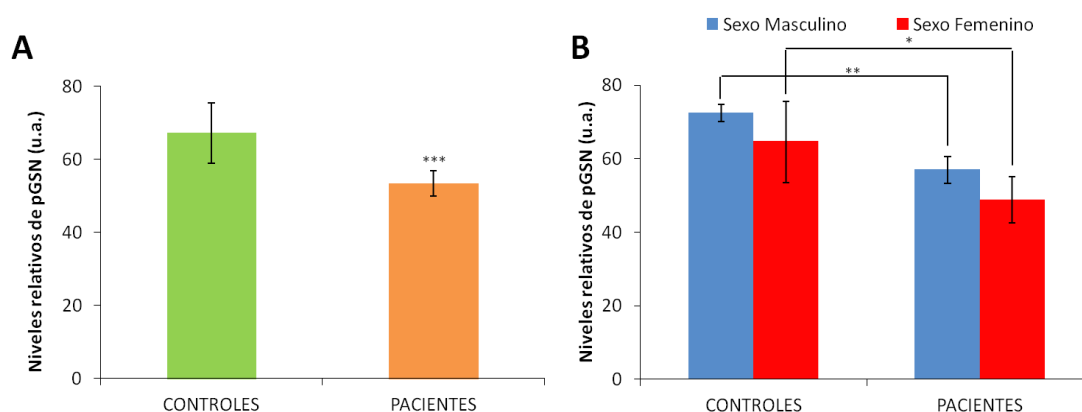 A
Niveles relativos de pGSN (u.a.)
80
60
40
20
0
***
CONTROLES
PACIENTES
B
Sexo Masculino
Sexo Femenino
*
**
Niveles relativos de pGSN (u.a.)
80
60
40
20
0
CONTROLES
PACIENTES